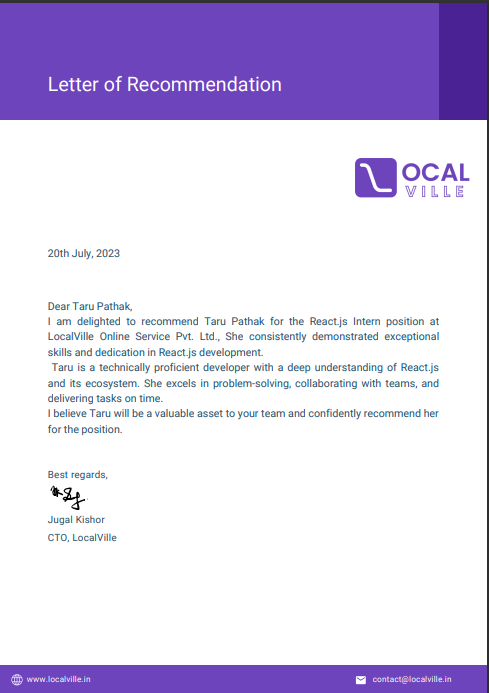 Letter of Recommendation
LOCAL
VILLE
20th July, 2023
Dear Taru Pathak,
I am delighted to recommend Taru Pathak for the React.js Intern position at
LocalVille Online Service Pvt. Ltd., She consistently demonstrated exceptional
skills and dedication in React.js development.
Taru is a technically proficient developer with a deep understanding of React.js
and its ecosystem. She excels in problem-solving, collaborating with teams, and
delivering tasks on time.
I believe Taru will be a valuable asset to your team and confidently recommend her
for the position.
Best regards,
Jugal Kishor
CTO, LocalVille
www.localville.in
contact@localville.in